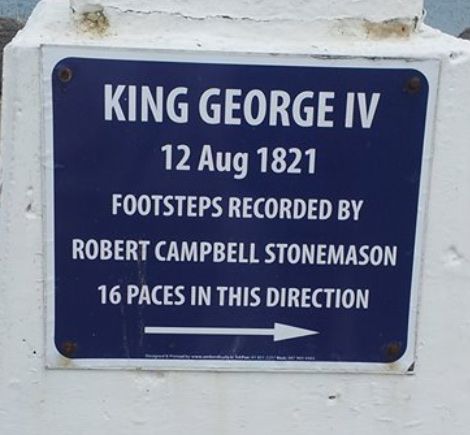 KING GEORGE IV
12 Aug 1821
FOOTSTEPS RECORDED BY
ROBERT CAMPBELL STONEMASON
16 PACES IN THIS DIRECTION